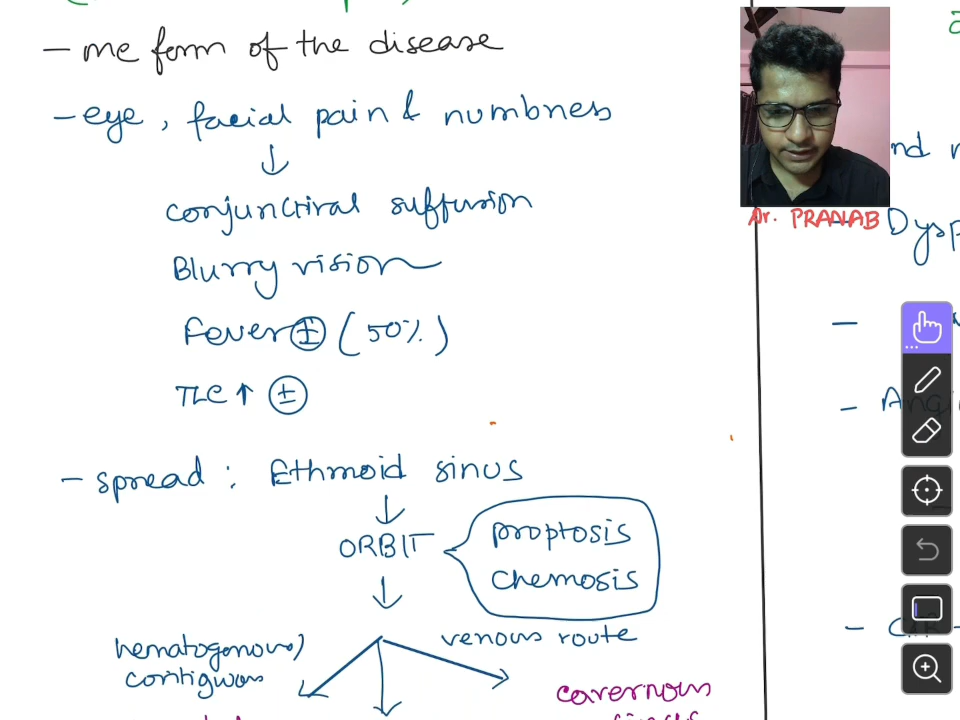 - me form of the disease
- eye, facial pain & numbness
↓
conjunctival suffusion
Blurry vision
Fever ± (50%)
TLC ↑ ±
- spread : Ethmoid sinus
↓
ORBIT
proptosis
chemosis
↓
hematogenous/
contiguous
venous route
cavernous
Dr. PRANAB
nd
- Dysp
-
- Ang
-